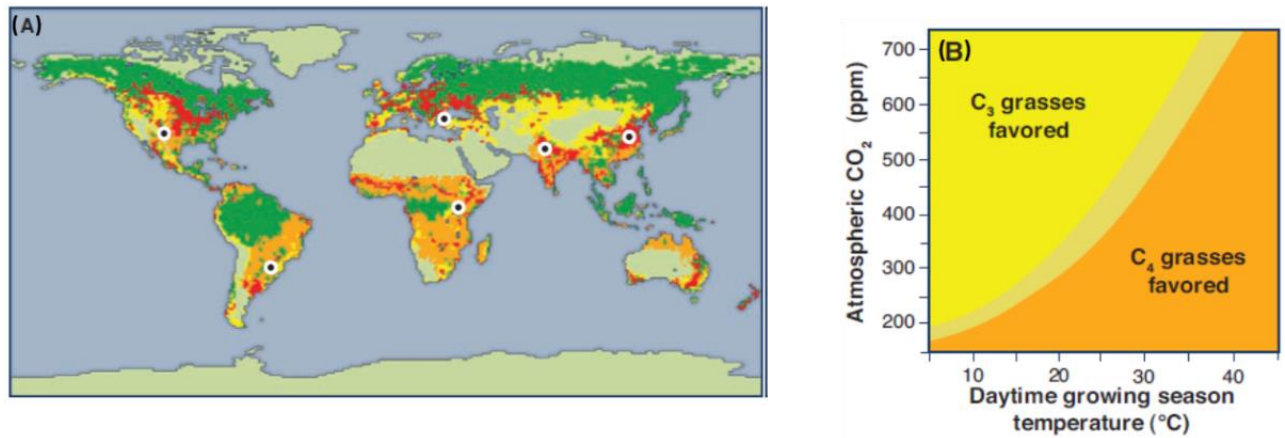 (A)
(B)
C₃ grasses
favored
C₄ grasses
favored
Atmospheric CO₂ (ppm)
700
600
500
400
300
200
10 20 30 40
Daytime growing season
temperature (°C)